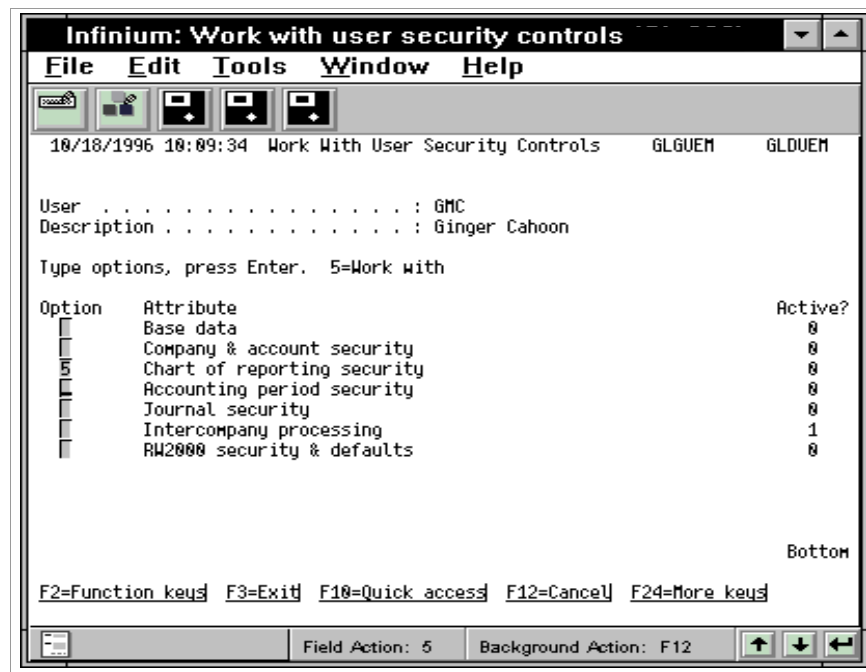 Infinium: Work with user security controls
File Edit Tools Window Help
10/18/1996 10:09:34 Work With User Security Controls GLGUEM GLDUEM
User . . . . . . . . . . . . . . . : GMC
Description . . . . . . . . . . . . : Ginger Cahoon
Type options, press Enter. 5=Work with
Option Attribute Active?
Base data 0
Company & account security 0
5 Chart of reporting security 0
Accounting period security 0
Journal security 0
Intercompany processing 1
RW2000 security & defaults 0
Bottom
F2=Function keys F3=Exit F10=Quick access F12=Cancel F24=More keys
Field Action: 5 Background Action: F12